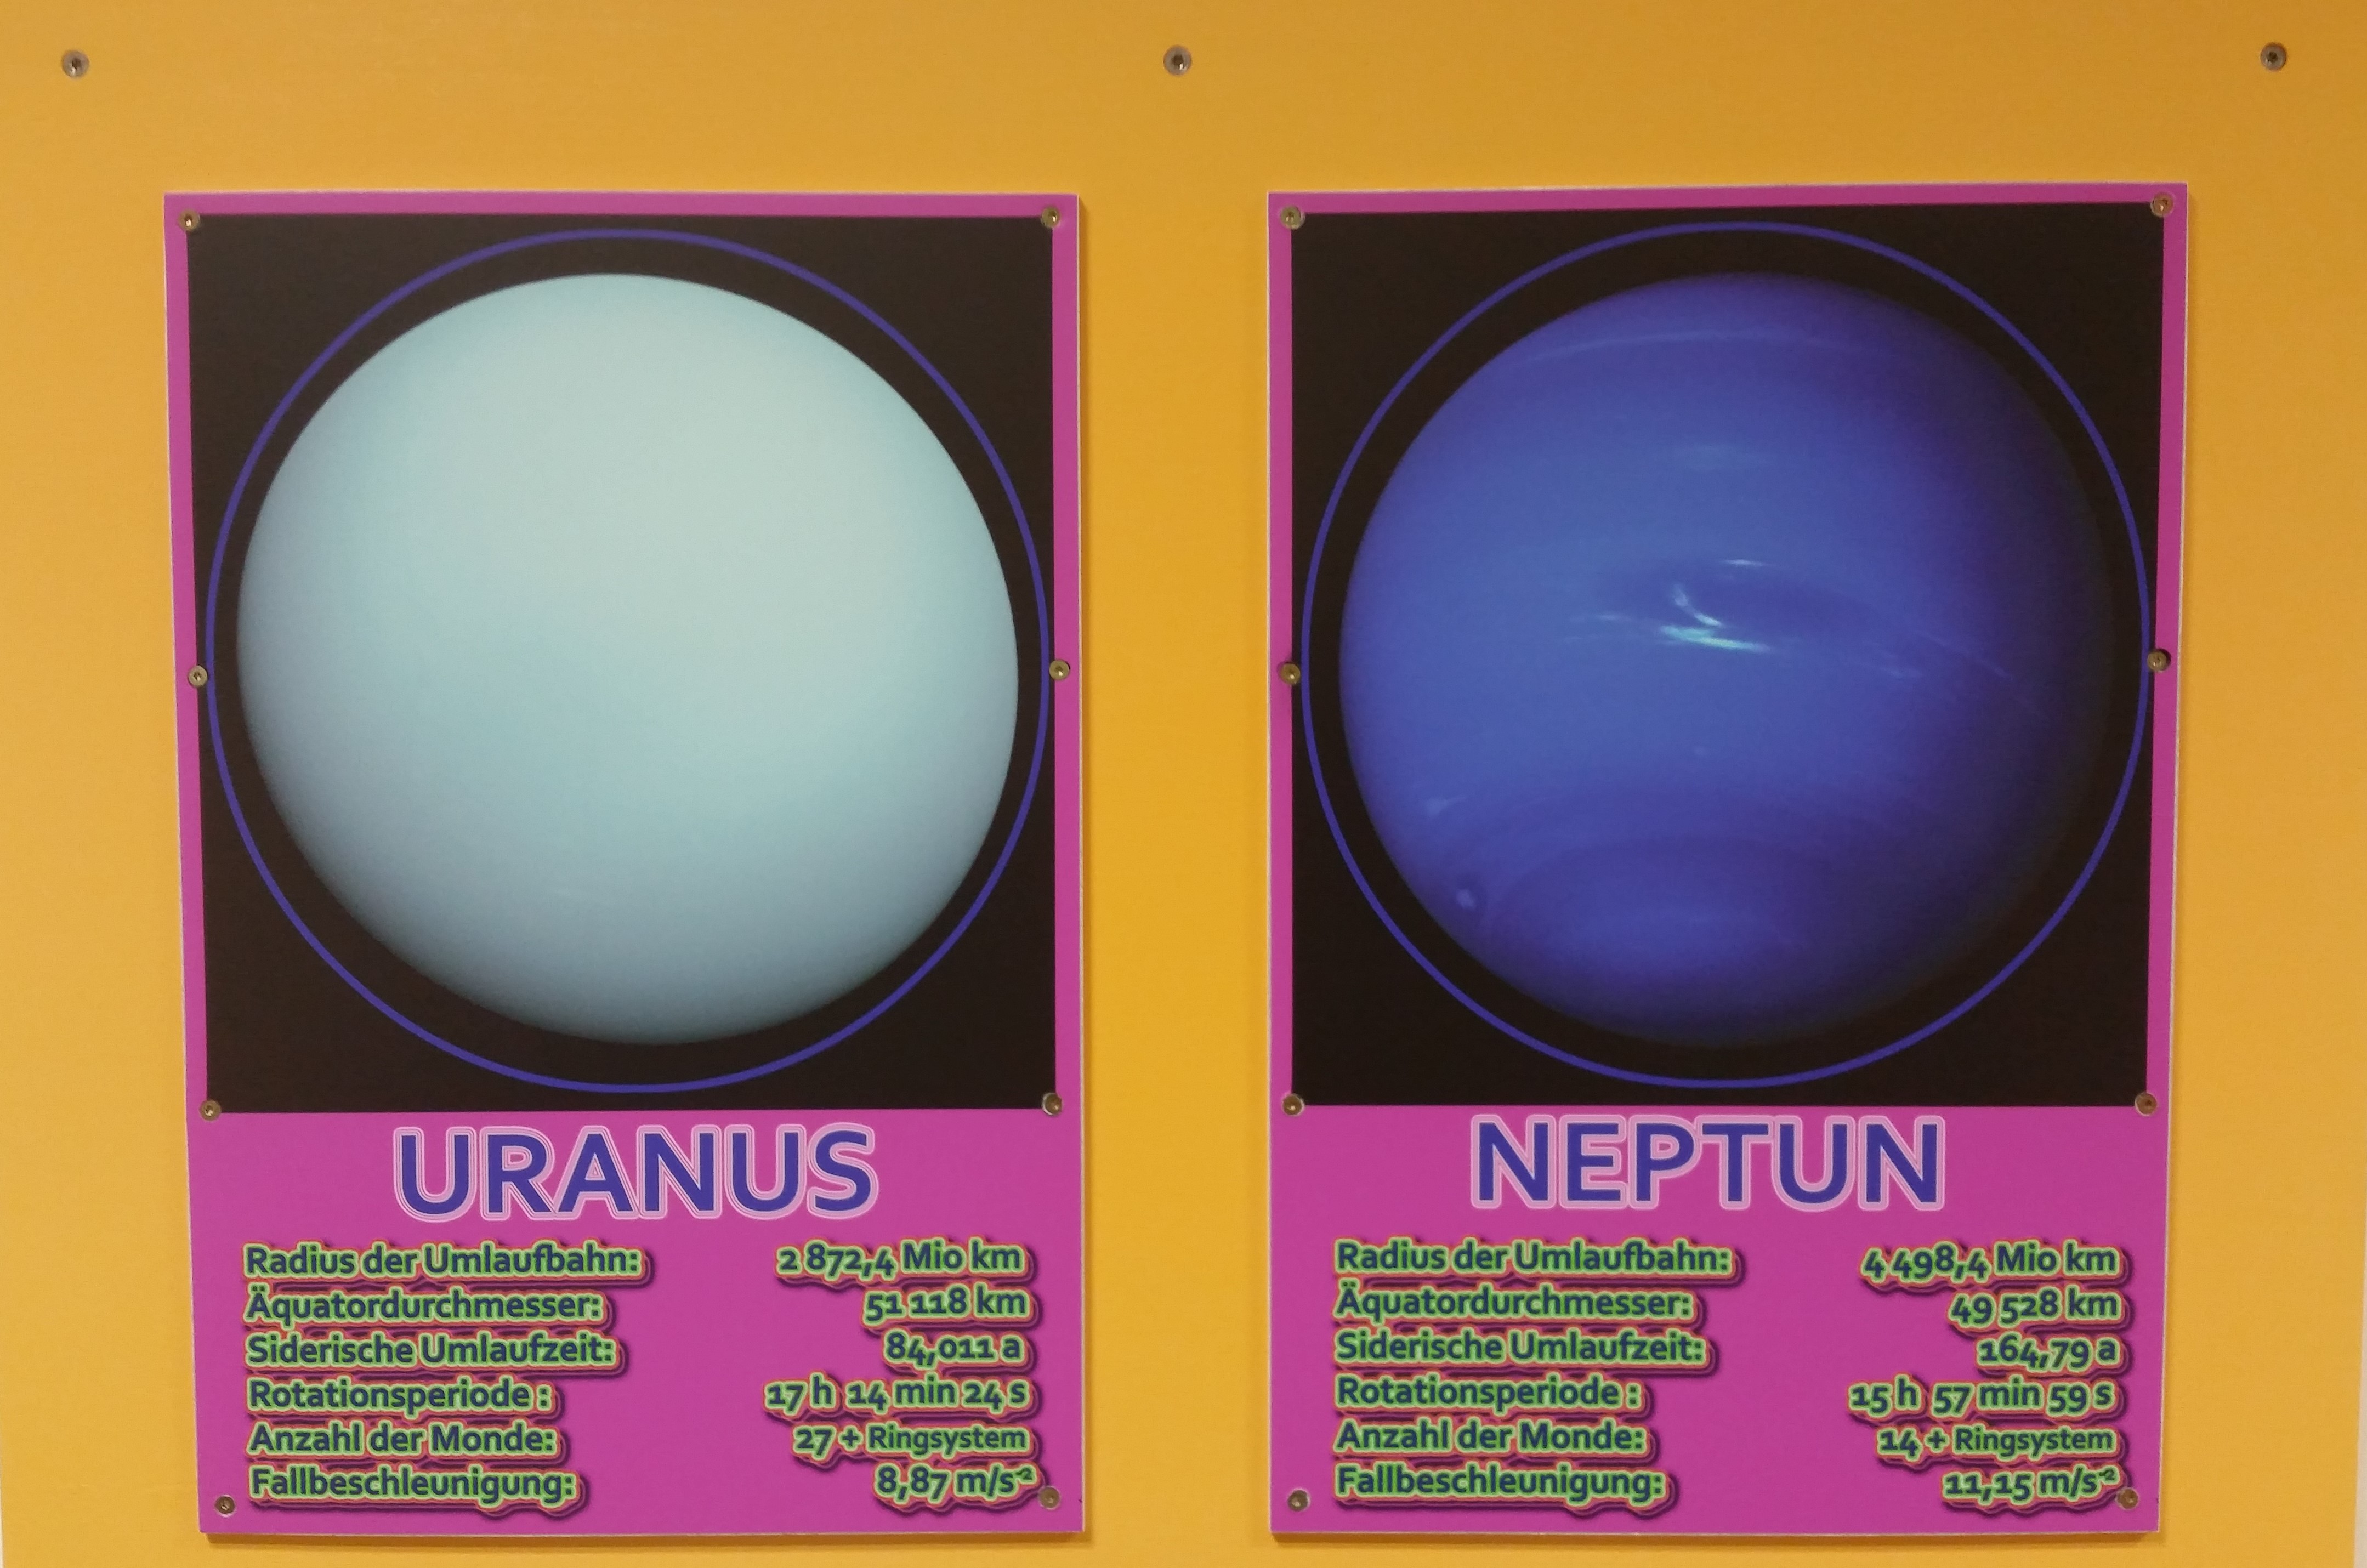 URANUS
Radius der Umlaufbahn: 2 872,4 Mio km
Äquatordurchmesser: 51 118 km
Siderische Umlaufzeit: 84,011 a
Rotationsperiode : 17 h 14 min 24 s
Anzahl der Monde: 27 + Ringsystem
Fallbeschleunigung: 8,87 m/s⁻²
NEPTUN
Radius der Umlaufbahn: 4 498,4 Mio km
Äquatordurchmesser: 49 528 km
Siderische Umlaufzeit: 164,79 a
Rotationsperiode : 15 h 57 min 59 s
Anzahl der Monde: 14 + Ringsystem
Fallbeschleunigung: 11,15 m/s⁻²